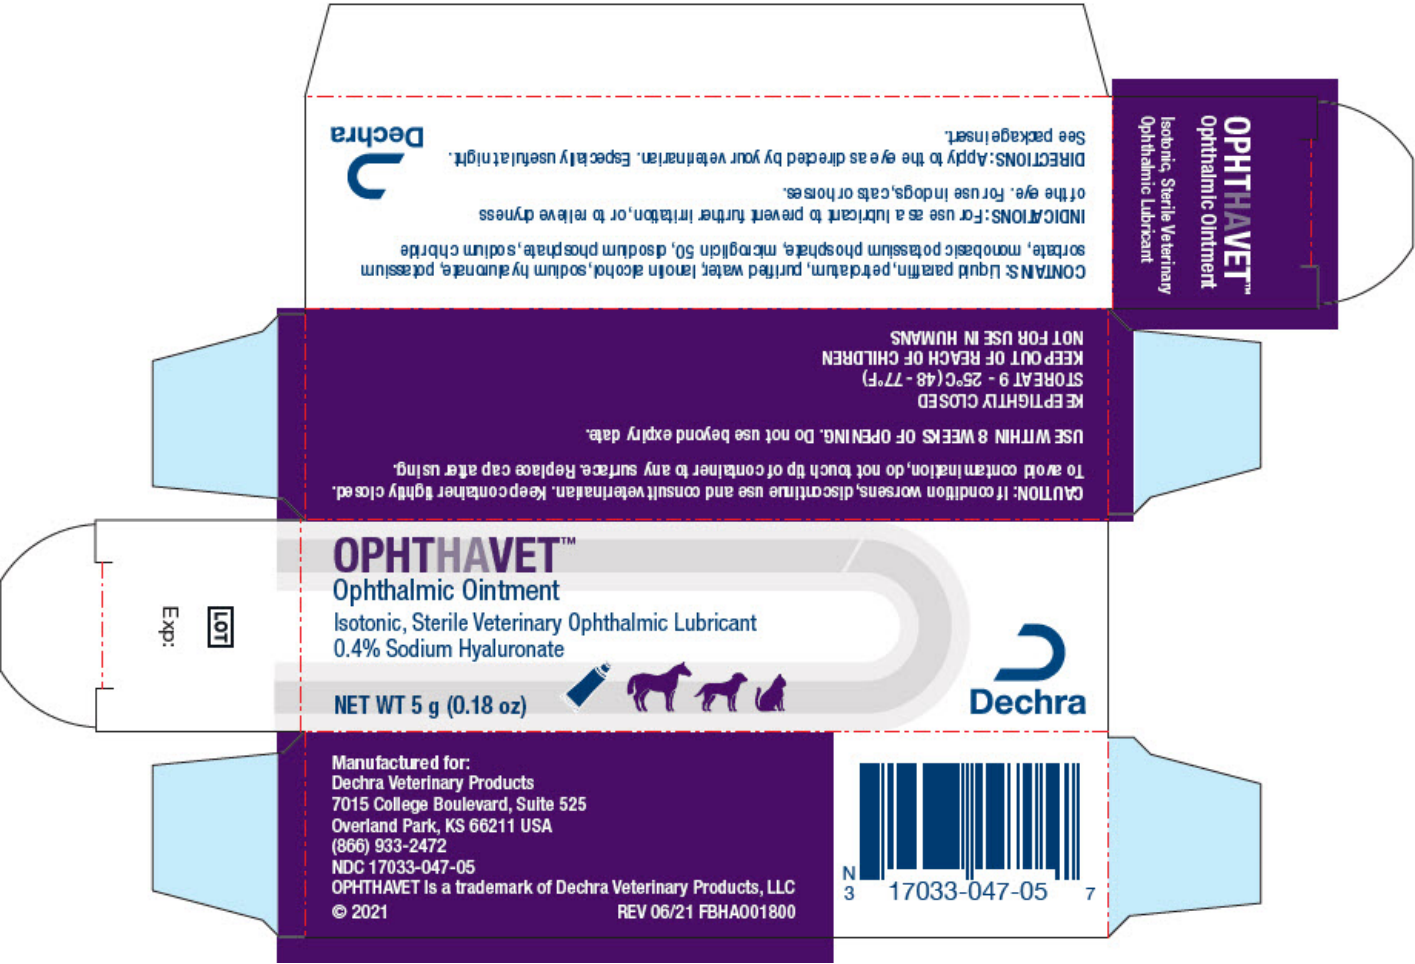 Dechra
CONTAINS: Liquid paraffin, petrolatum, purified water, lanolin alcohol, sodium hyaluronate, potassium
sorbate, monobasic potassium phosphate, microglicin 50, disodium phosphate, sodium chloride
INDICATIONS: For use as a lubricant to prevent further irritation, or to relieve dryness
of the eye. For use in dogs, cats or horses.
DIRECTIONS: Apply to the eye as directed by your veterinarian. Especially useful at night.
See package insert.
OPHTHAVET™
Ophthalmic Ointment
Isotonic, Sterile Veterinary
Ophthalmic Lubricant
CAUTION: If condition worsens, discontinue use and consult veterinarian. Keep container tightly closed.
To avoid contamination, do not touch tip of container to any surface. Replace cap after using.
USE WITHIN 8 WEEKS OF OPENING. Do not use beyond expiry date.
KEEP TIGHTLY CLOSED
STORE AT 9 - 25°C (48 - 77°F)
KEEP OUT OF REACH OF CHILDREN
NOT FOR USE IN HUMANS
LOT
Exp:
OPHTHAVET™
Ophthalmic Ointment
Isotonic, Sterile Veterinary Ophthalmic Lubricant
0.4% Sodium Hyaluronate
NET WT 5 g (0.18 oz)
Dechra
Manufactured for:
Dechra Veterinary Products
7015 College Boulevard, Suite 525
Overland Park, KS 66211 USA
(866) 933-2472
NDC 17033-047-05
OPHTHAVET is a trademark of Dechra Veterinary Products, LLC
© 2021 REV 06/21 FBHAO01800
N
3 17033-047-05 7